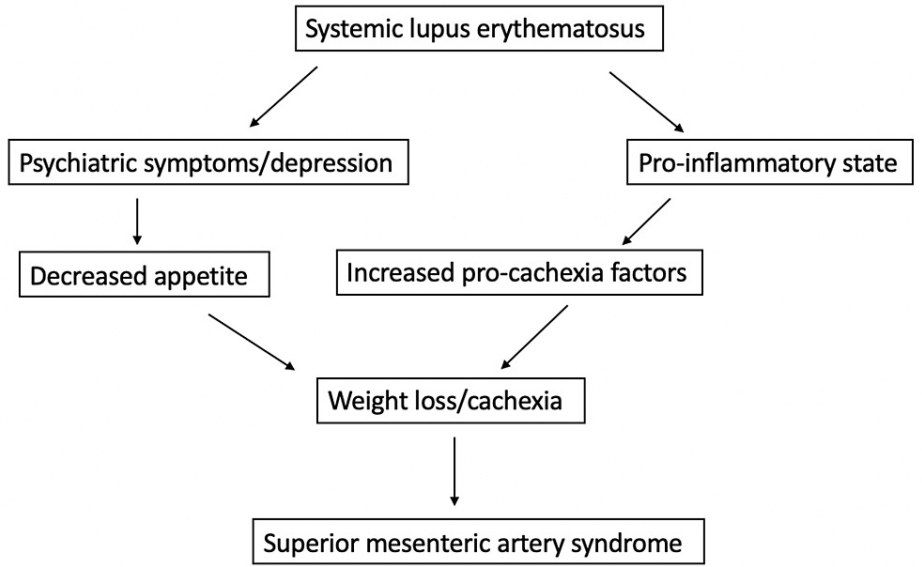 Systemic lupus erythematosus
Psychiatric symptoms/depression
Pro-inflammatory state
Decreased appetite
Increased pro-cachexia factors
Weight loss/cachexia
Superior mesenteric artery syndrome